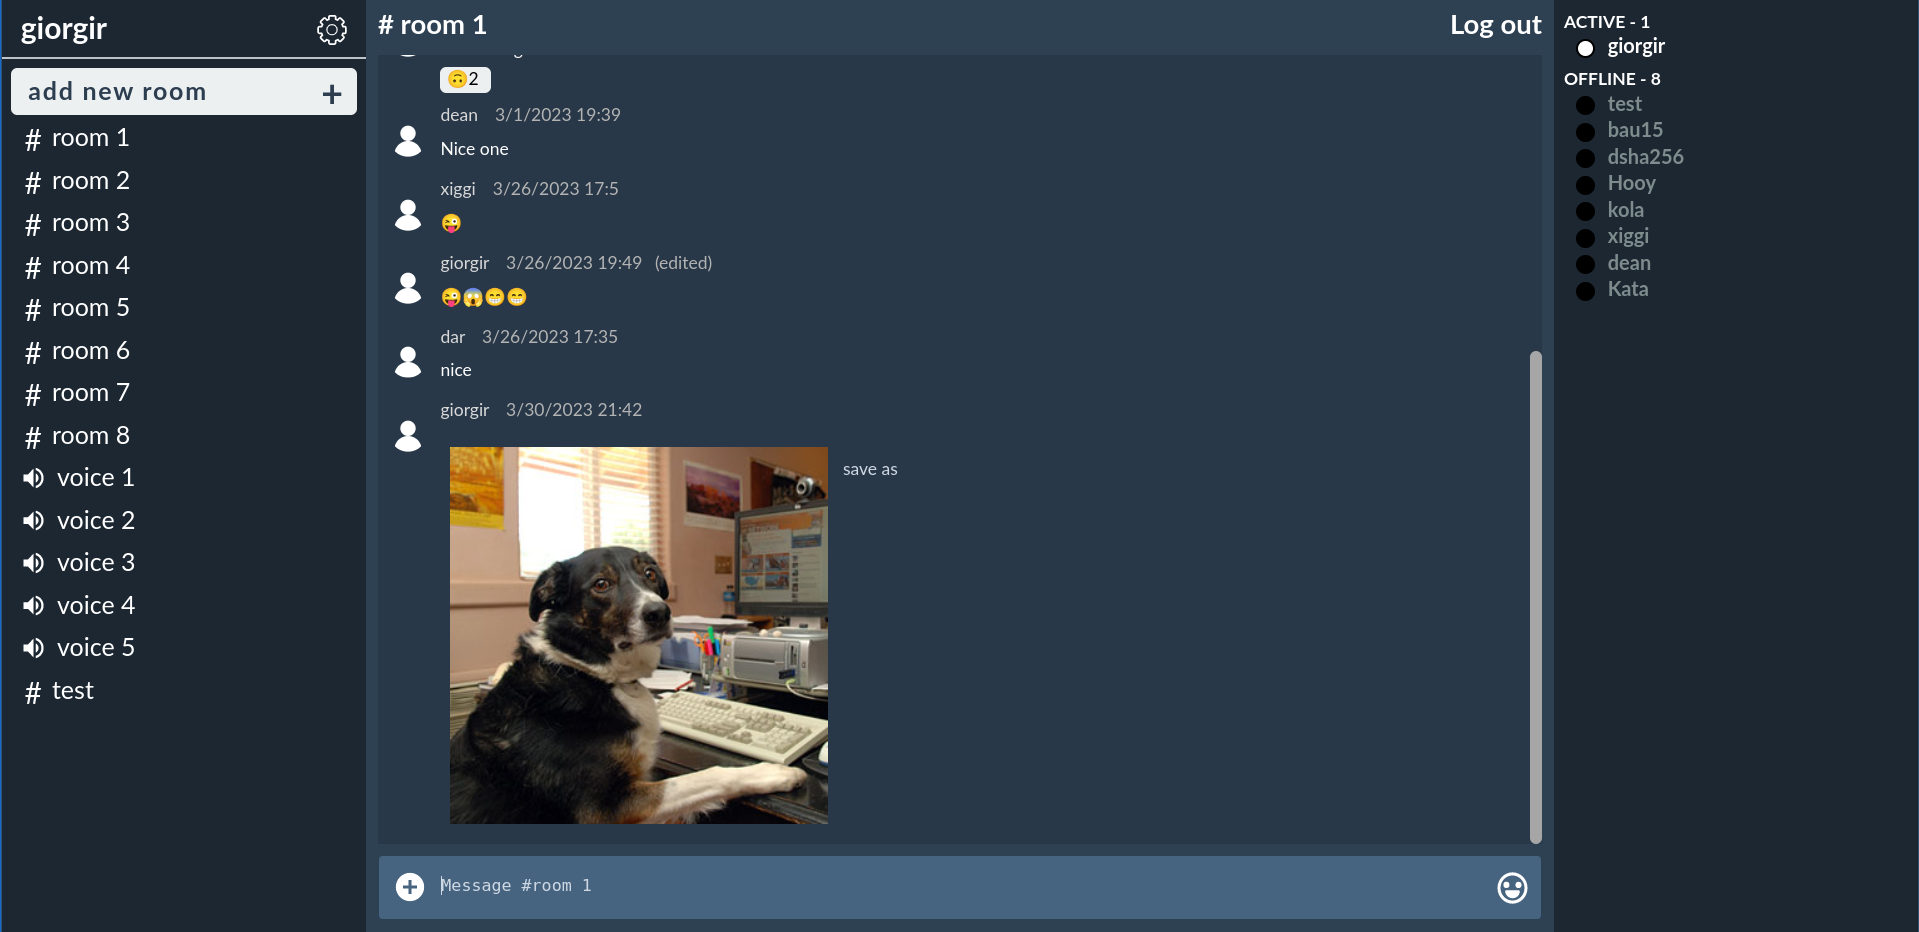 giorgir
add new room +
# room 1
# room 2
# room 3
# room 4
# room 5
# room 6
# room 7
# room 8
voice 1
voice 2
voice 3
voice 4
voice 5
# test
# room 1
Log out
🙃2
dean 3/1/2023 19:39
Nice one
xiggi 3/26/2023 17:5
😜
giorgir 3/26/2023 19:49 (edited)
😜😱😁😁
dar 3/26/2023 17:35
nice
giorgir 3/30/2023 21:42
save as
Message #room 1
ACTIVE - 1
giorgir
OFFLINE - 8
test
bau15
dsha256
Hooy
kola
xiggi
dean
Kata